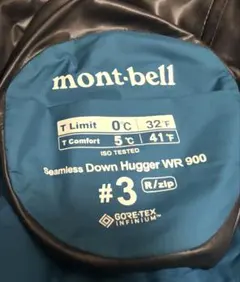 mont·bell
T Limit 0°C 32°F
T Comfort 5°C 41°F
ISO TESTED
Seamless Down Hugger WR 900
#3 R/zip
GORE-TEX
INFINIUM™